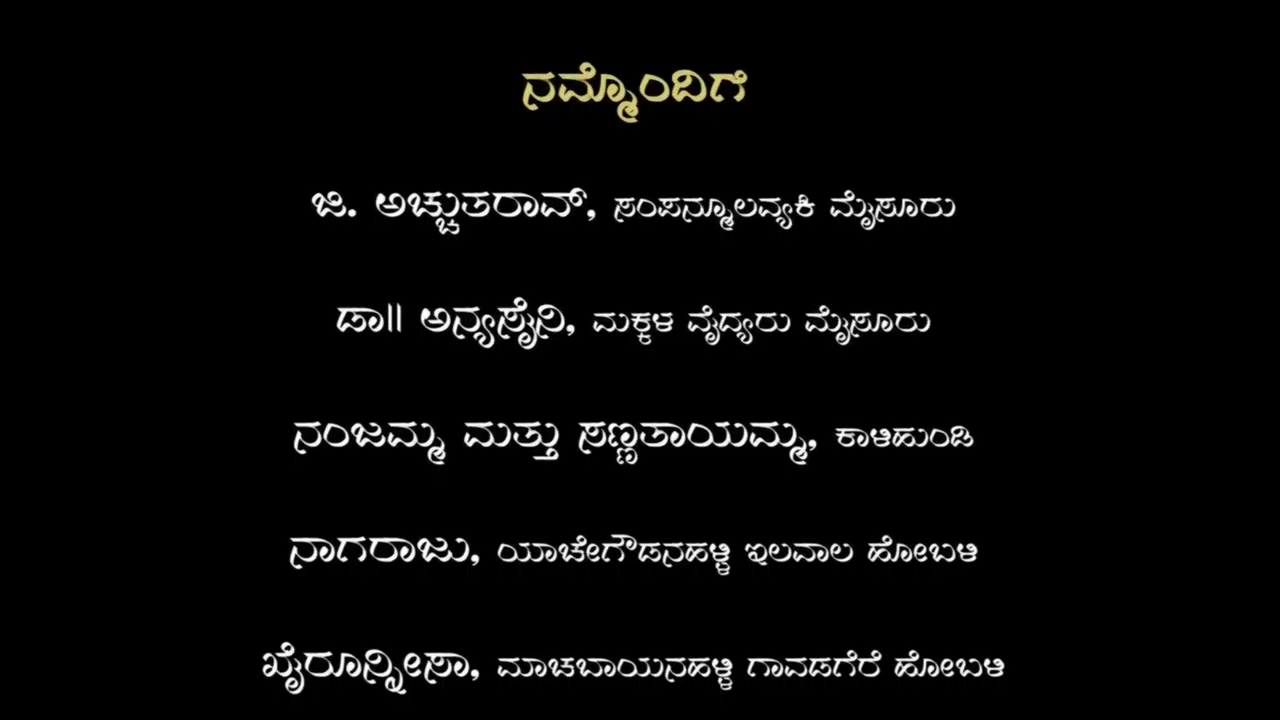 ನಮ್ಮೊಂದಿಗೆ
ಜಿ. ಅಚ್ಚುತರಾವ್, ಸಂಪನ್ಮೂಲವ್ಯಕಿ ಮೈಸೂರು
ಡಾ|| ಅನ್ಯಸೈನಿ, ಮಕ್ಕಳ ವೈದ್ಯರು ಮೈಸೂರು
ನಂಜಮ್ಮ ಮತ್ತು ಸಣ್ಣತಾಯಮ್ಮ, ಕಾಳಿಹುಂಡಿ
ನಾಗರಾಜು, ಯಾಚೇಗೌಡನಹಳ್ಳಿ ಇಲವಾಲ ಹೋಬಳಿ
ಖೈರೂನ್ನೀಸಾ, ಮಾಚಬಾಯನಹಳ್ಳಿ ಗಾವಡಗೆರೆ ಹೋಬಳಿ